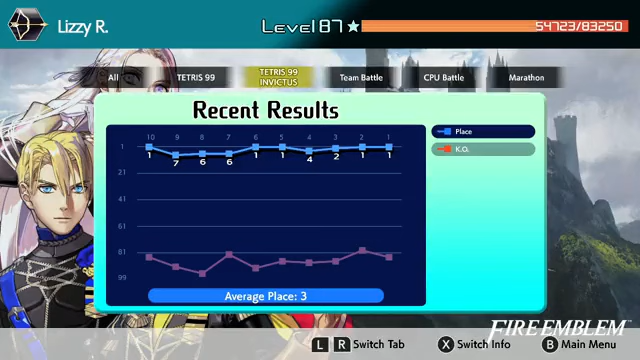 Lizzy R.
Level 87★
54723/83250
All
TETRIS 99
TETRIS 99
INVICTUS
Team Battle
CPU Battle
Marathon
Recent Results
10 9 8 7 6 5 4 3 2 1
1 21 41 61 81 99
1 7 6 6 1 1 4 2 1 1
Place
K.O.
Average Place: 3
FIRE EMBLEM
L R Switch Tab
X Switch Info
B Main Menu